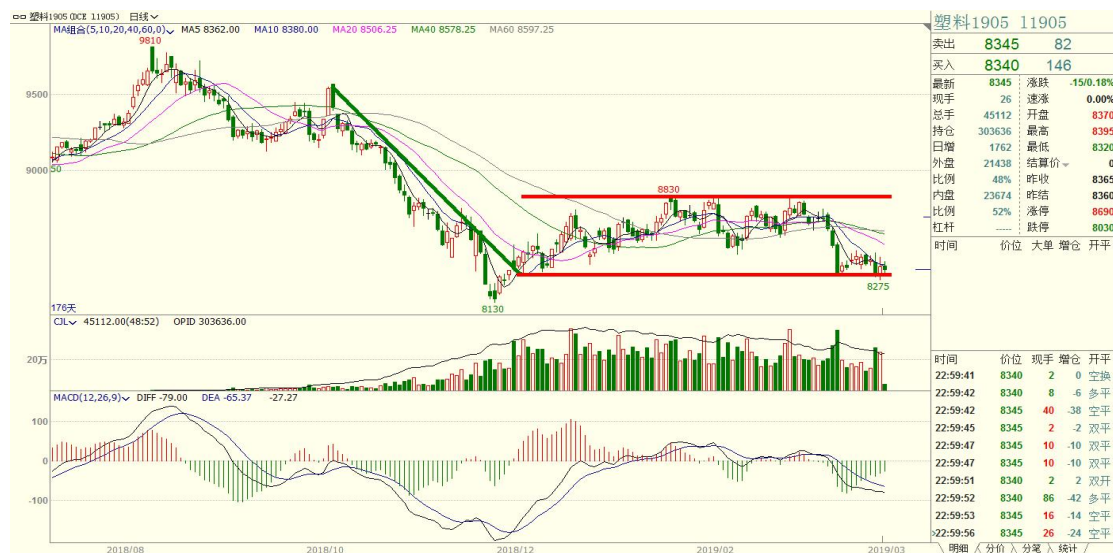 塑料1905(DCE l1905) 日线
MA组合(5,10,20,40,60,0) MA5 8362.00 MA10 8380.00 MA20 8506.25 MA40 8578.25 MA60 8597.25
9810
9500
9000
50
8830
8275
8130
176天
CJL 45112.00(48:52) OPID 303636.00
20万
MACD(12,26,9) DIFF -79.00 DEA -65.37 -27.27
100
0
-100
2018/08 2018/10 2018/12 2019/02 2019/03
塑料1905 l1905
卖出 8345 82
买入 8340 146
最新 8345 涨跌 -15/0.18%
现手 26 速涨 0.00%
总手 45112 开盘 8370
持仓 303636 最高 8395
日增 1762 最低 8320
外盘 21438 结算价 0
比例 48% 昨收 8365
内盘 23674 昨结 8360
比例 52% 涨停 8690
杠杆 ----- 跌停 8030
时间 价位 大单 增仓 开平
时间 价位 现手 增仓 开平
22:59:41 8340 2 0 空换
22:59:42 8340 8 -6 多平
22:59:42 8345 40 -38 空平
22:59:45 8345 2 -2 双平
22:59:47 8345 10 -10 双平
22:59:47 8345 10 -10 双平
22:59:51 8340 2 2 双开
22:59:52 8340 86 -42 多平
22:59:53 8345 16 -14 空平
22:59:56 8345 26 -24 空平
明细 分价 分笔 统计